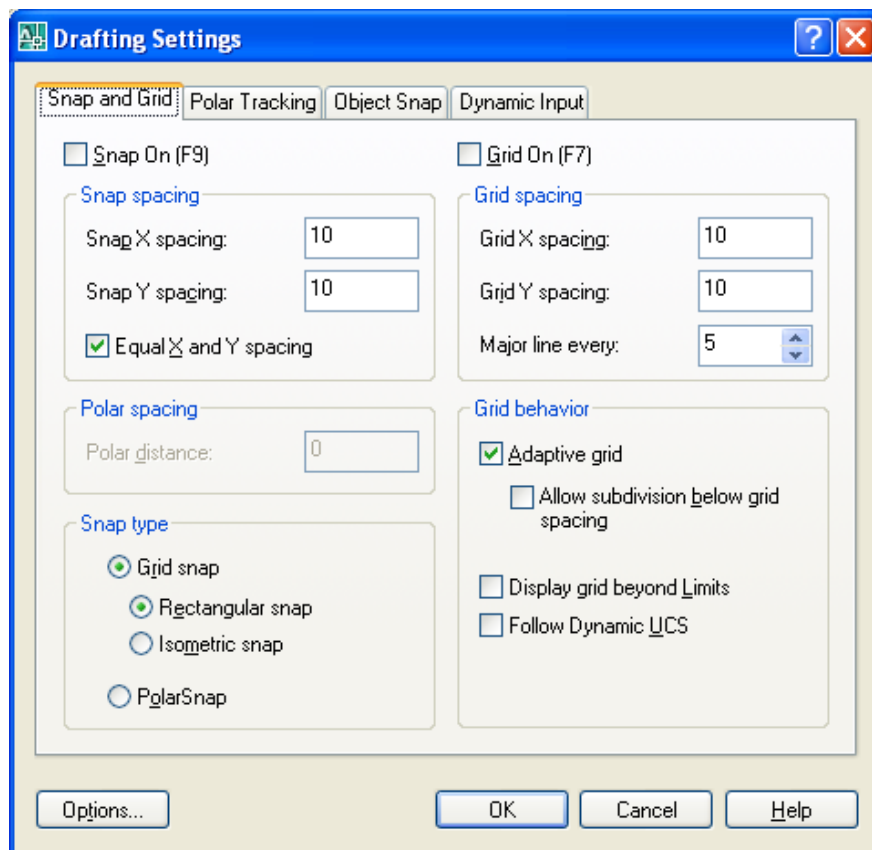 Drafting Settings
Snap and Grid Polar Tracking Object Snap Dynamic Input
Snap On (F9)
Snap spacing
Snap X spacing: 10
Snap Y spacing: 10
Equal X and Y spacing
Polar spacing
Polar distance: 0
Snap type
Grid snap
Rectangular snap
Isometric snap
PolarSnap
Grid On (F7)
Grid spacing
Grid X spacing: 10
Grid Y spacing: 10
Major line every: 5
Grid behavior
Adaptive grid
Allow subdivision below grid
spacing
Display grid beyond Limits
Follow Dynamic UCS
Options... OK Cancel Help